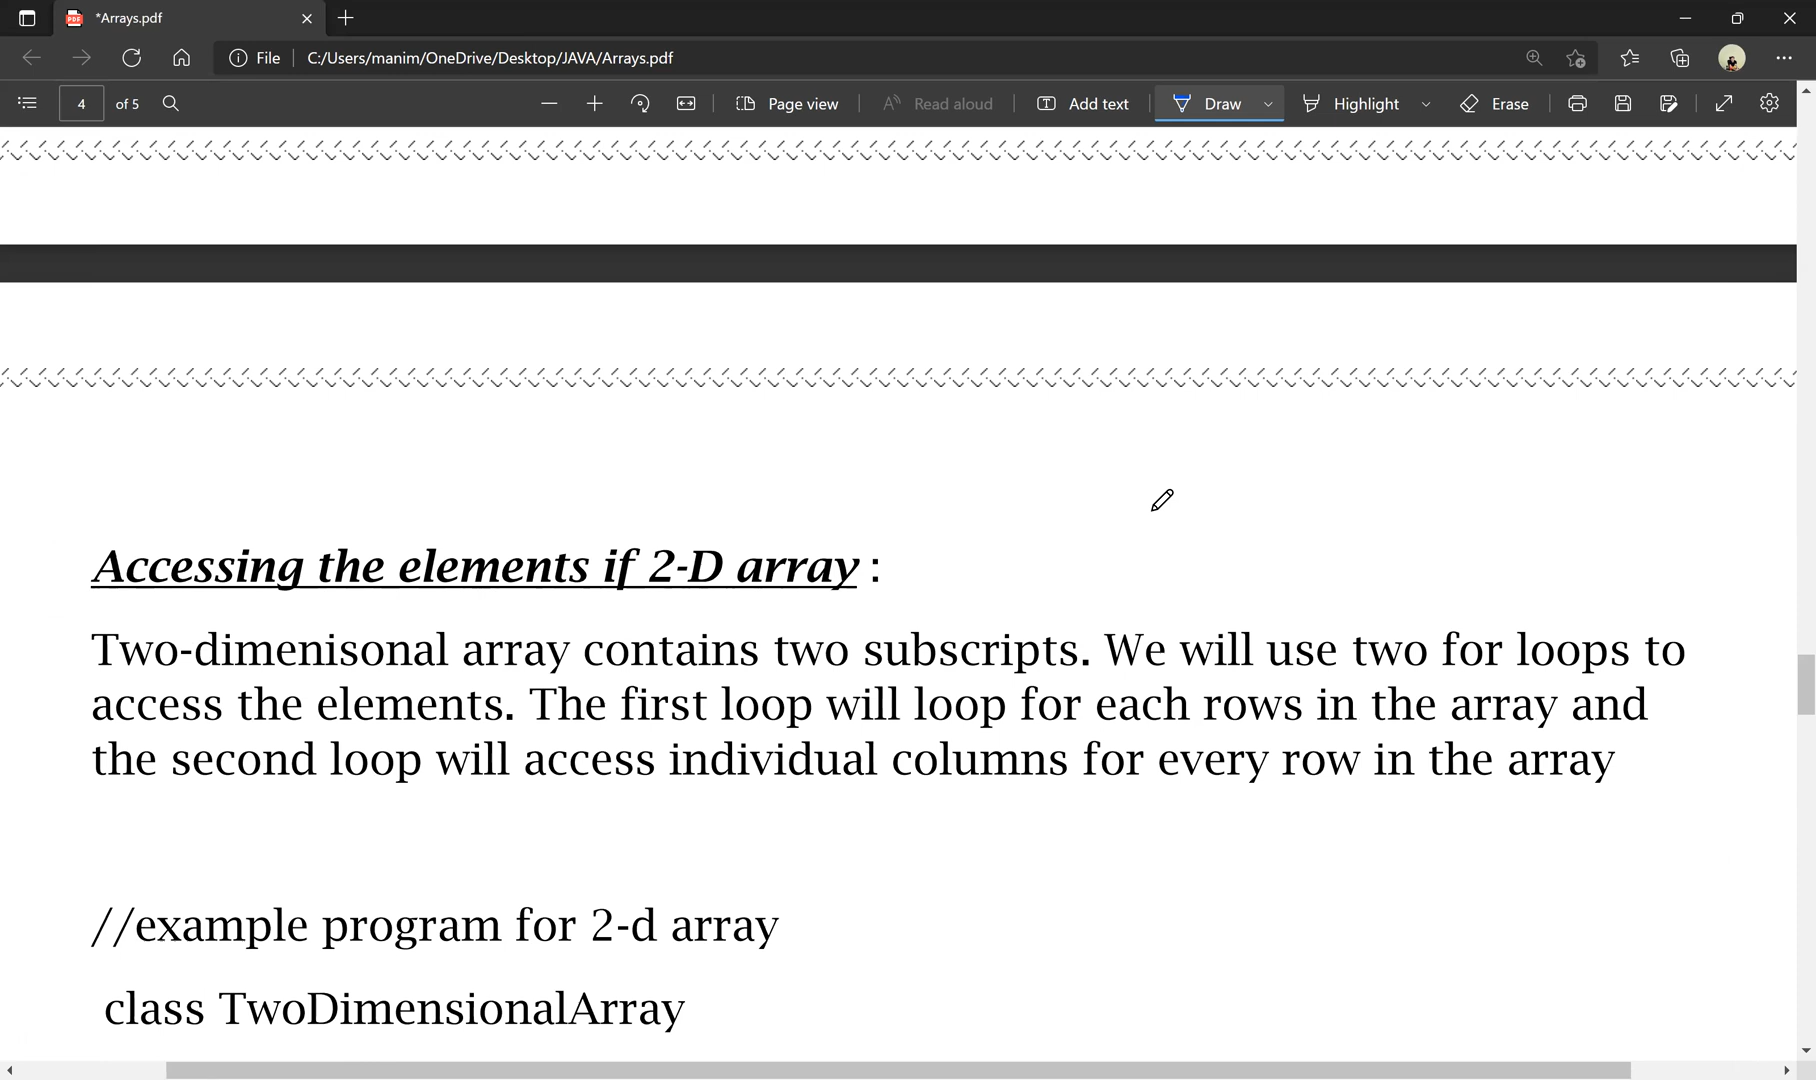 *Arrays.pdf
File C:/Users/manim/OneDrive/Desktop/JAVA/Arrays.pdf
4 of 5 Page view Read aloud Add text Draw Highlight Erase
Accessing the elements if 2-D array :
Two-dimenisonal array contains two subscripts. We will use two for loops to
access the elements. The first loop will loop for each rows in the array and
the second loop will access individual columns for every row in the array
//example program for 2-d array
class TwoDimensionalArray